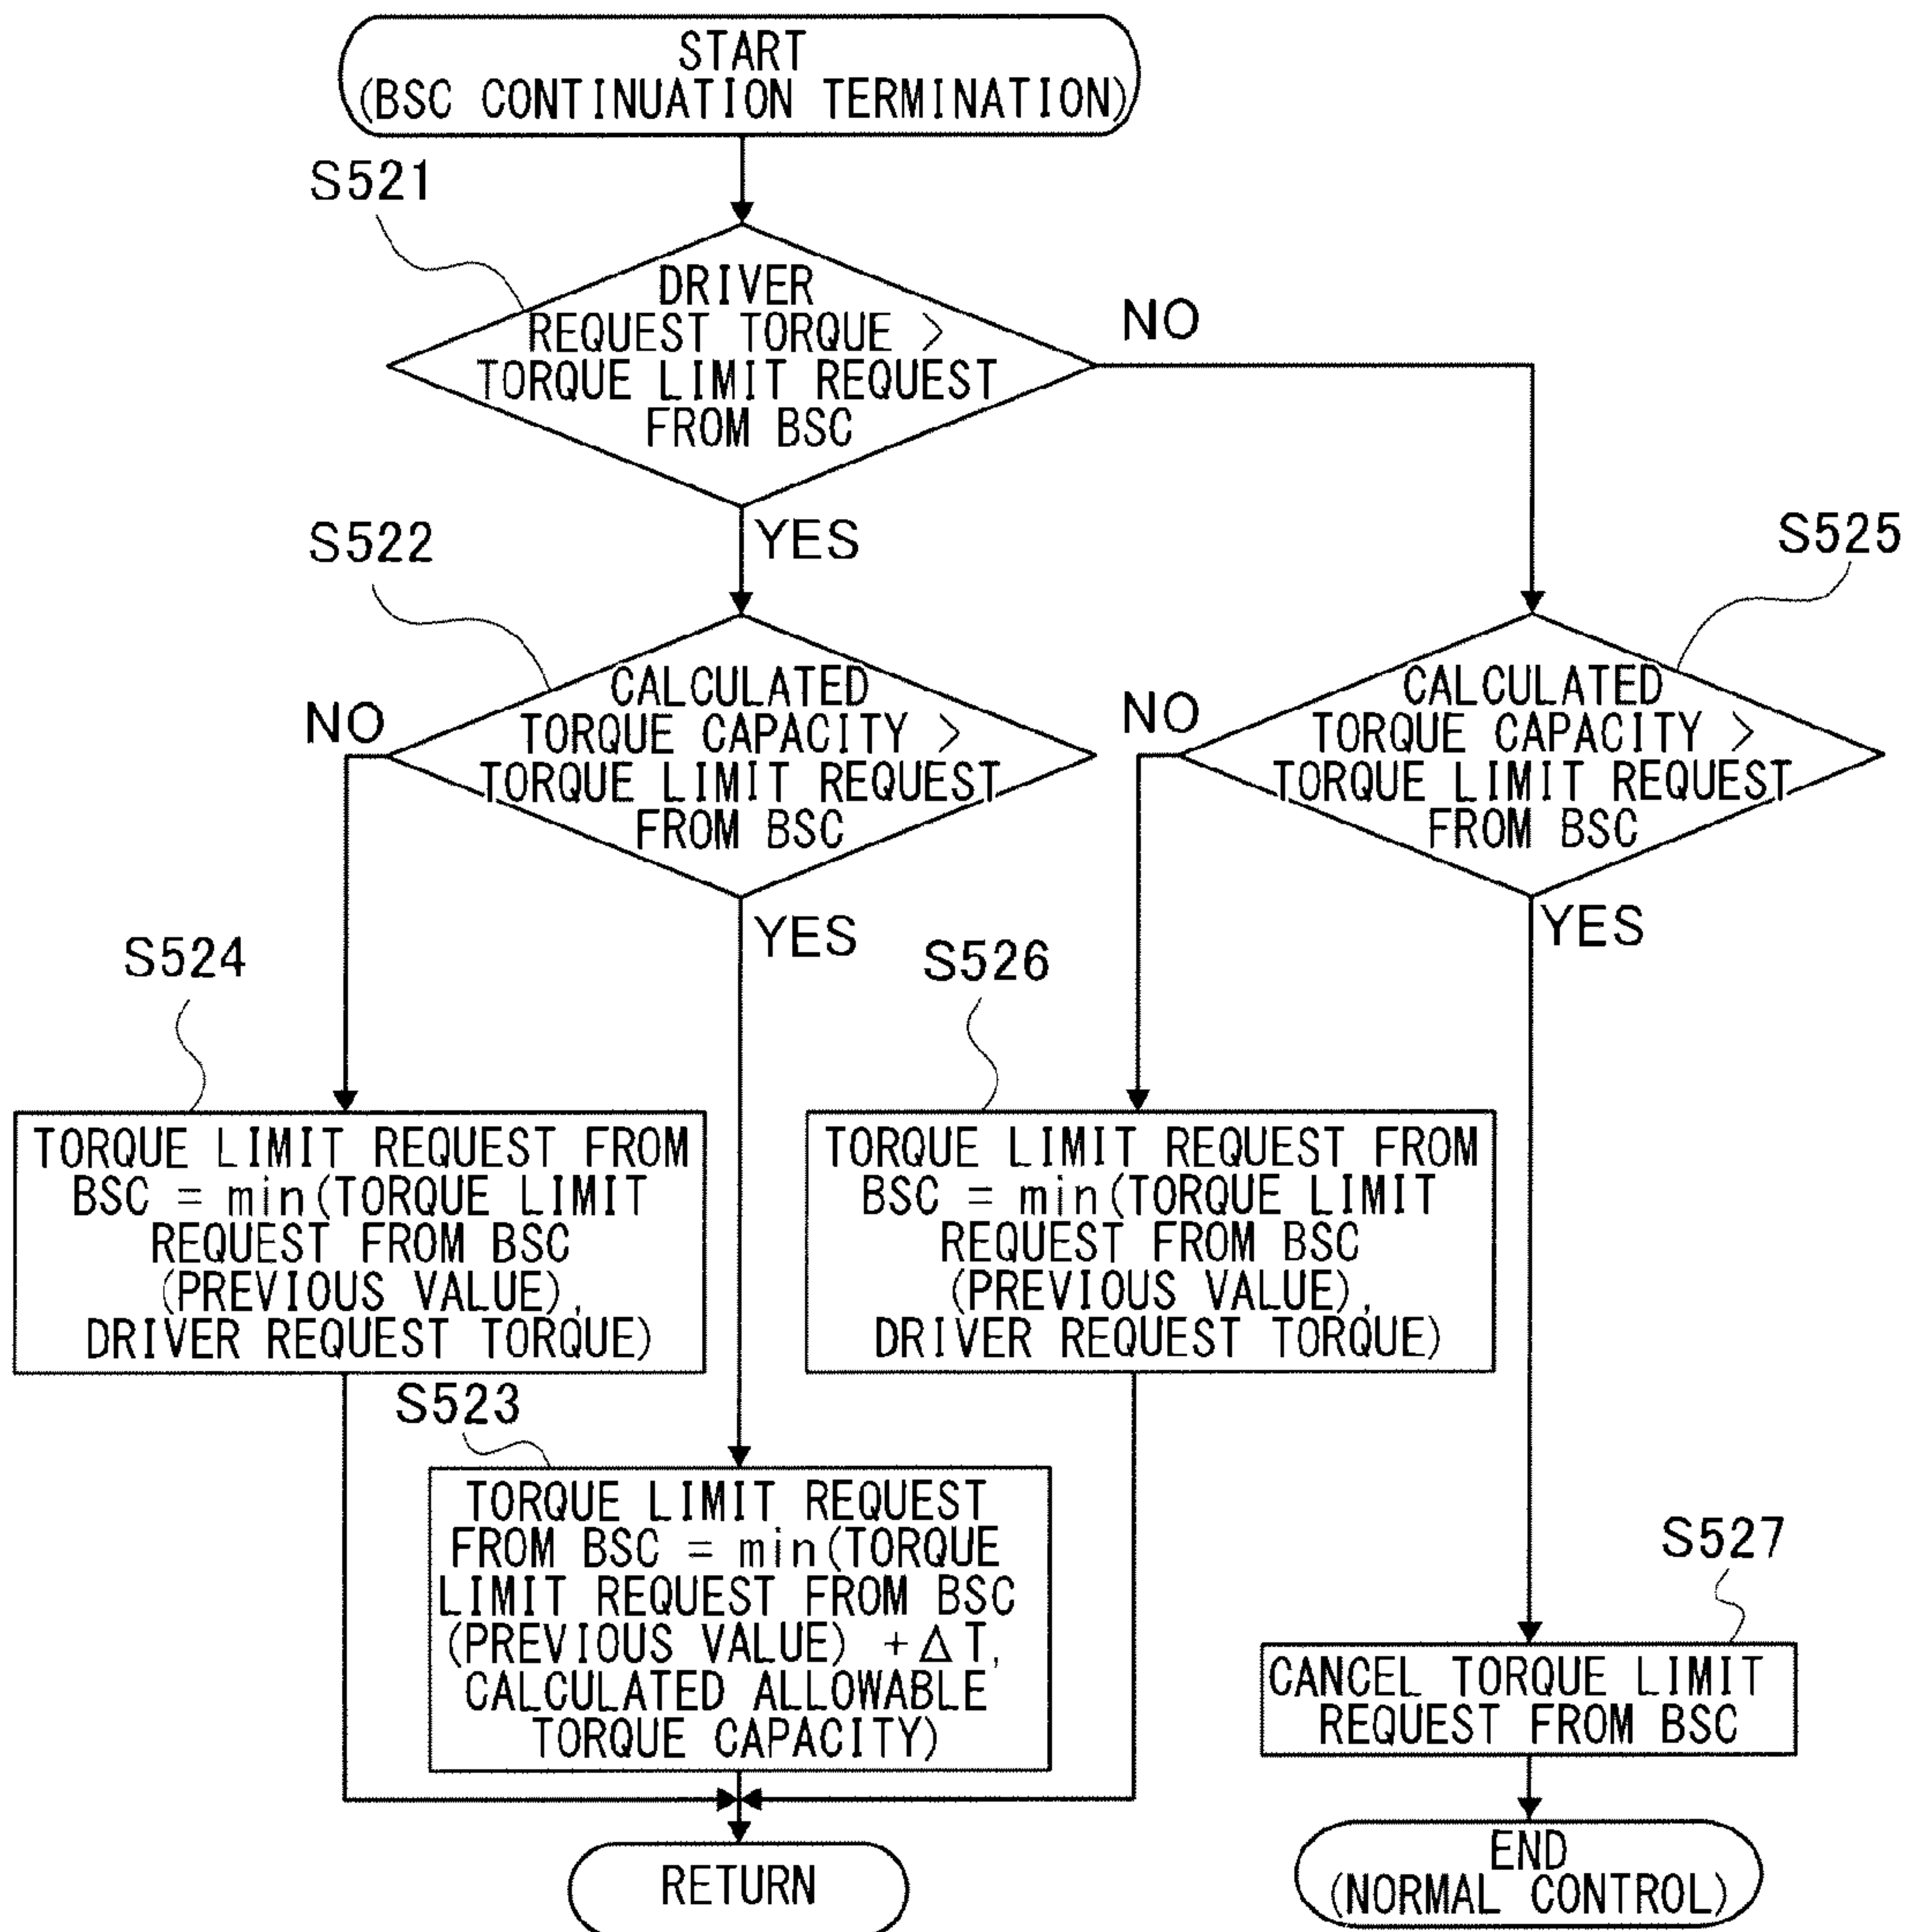 START
(BSC CONTINUATION TERMINATION)
S521
DRIVER
REQUEST TORQUE >
TORQUE LIMIT REQUEST
FROM BSC
NO
YES
S522
CALCULATED
TORQUE CAPACITY >
TORQUE LIMIT REQUEST
FROM BSC
NO
YES
S525
CALCULATED
TORQUE CAPACITY >
TORQUE LIMIT REQUEST
FROM BSC
NO
YES
S524
TORQUE LIMIT REQUEST FROM
BSC = min(TORQUE LIMIT
REQUEST FROM BSC
(PREVIOUS VALUE),
DRIVER REQUEST TORQUE)
S526
TORQUE LIMIT REQUEST FROM
BSC = min(TORQUE LIMIT
REQUEST FROM BSC
(PREVIOUS VALUE),
DRIVER REQUEST TORQUE)
S523
TORQUE LIMIT REQUEST
FROM BSC = min(TORQUE
LIMIT REQUEST FROM BSC
(PREVIOUS VALUE) +ΔT,
CALCULATED ALLOWABLE
TORQUE CAPACITY)
S527
CANCEL TORQUE LIMIT
REQUEST FROM BSC
RETURN
END
(NORMAL CONTROL)